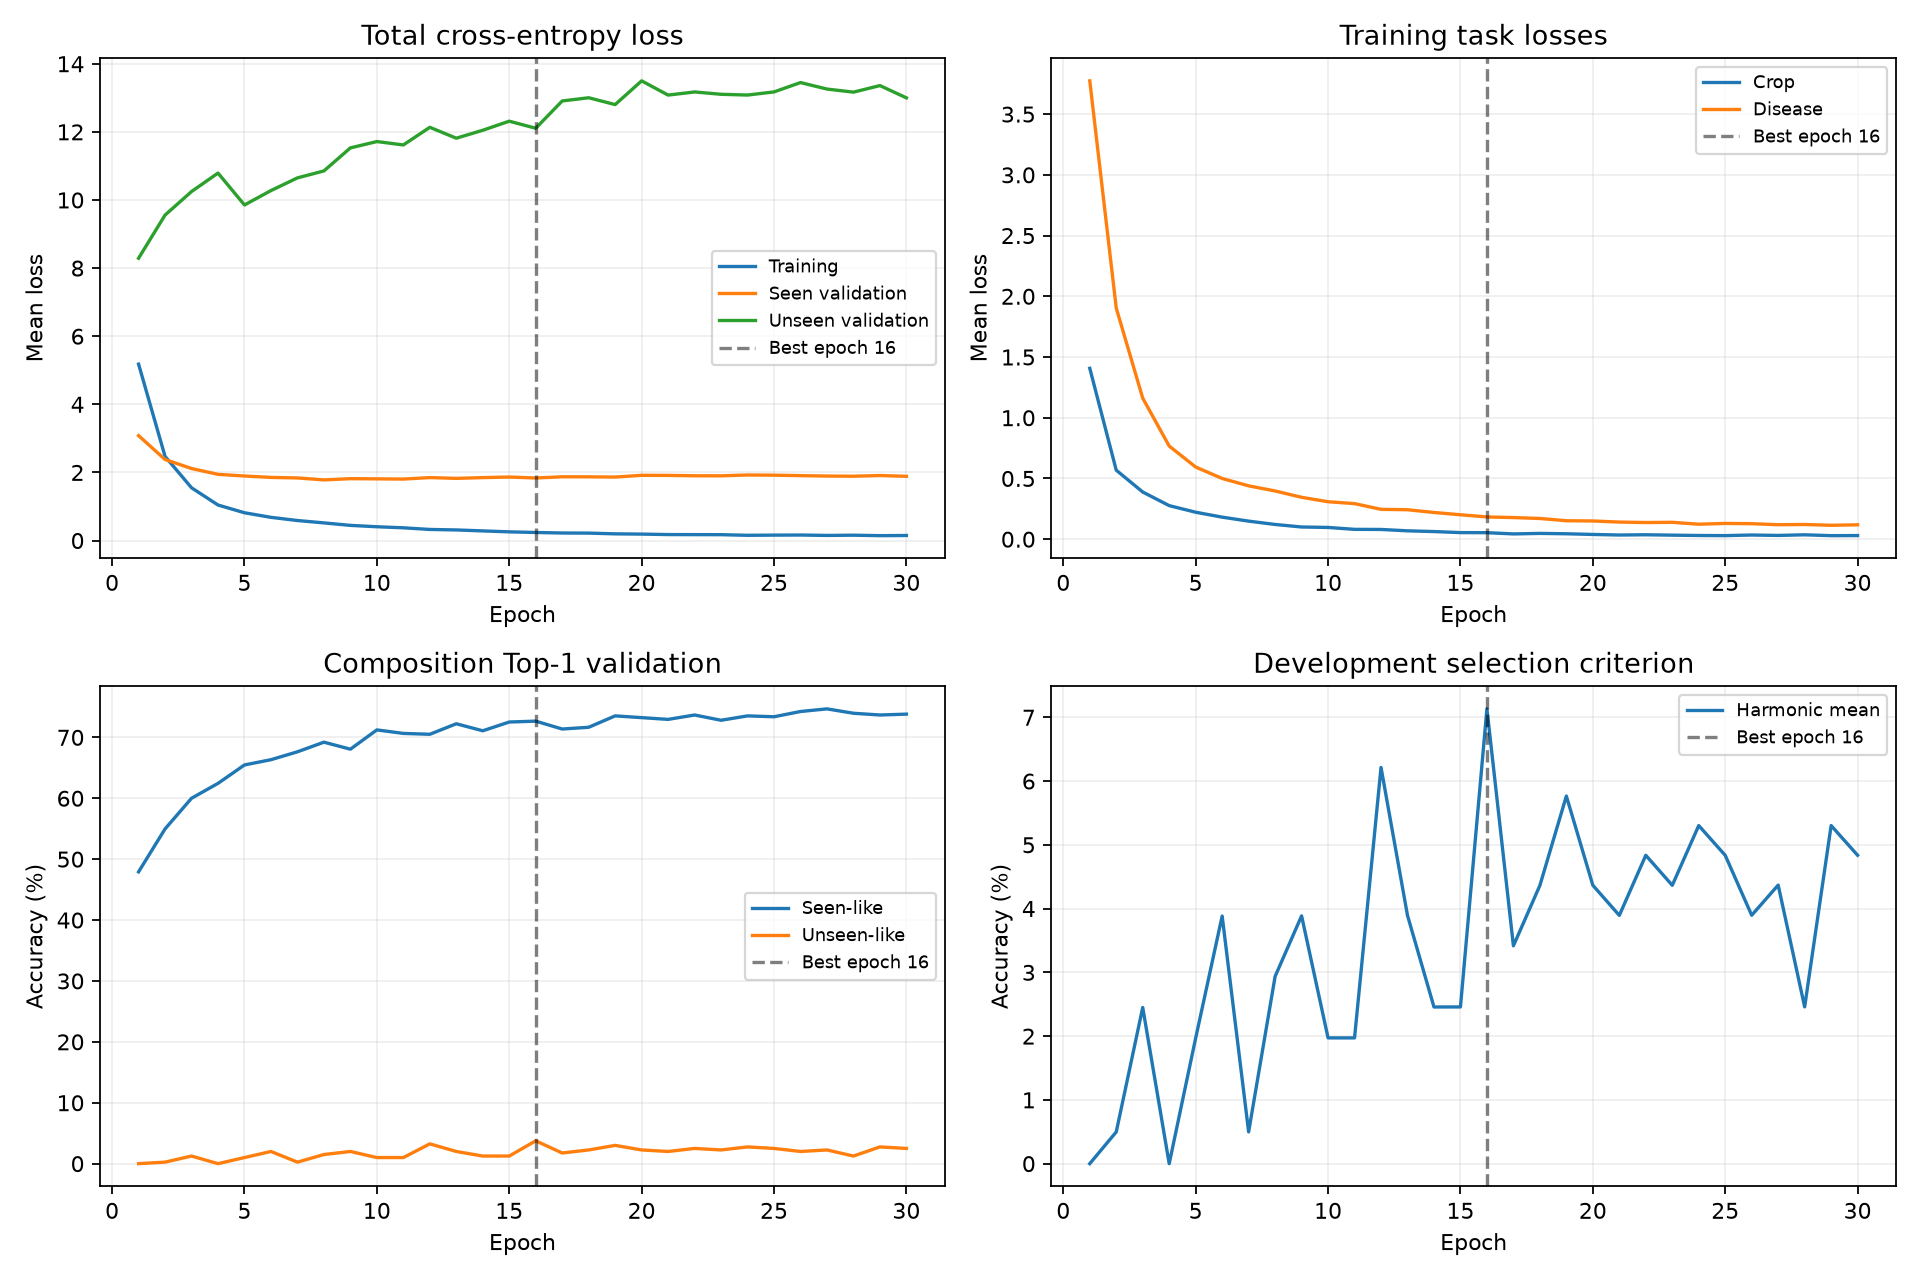 Total cross-entropy loss
Mean loss
14
12
10
8
6
4
2
0
Training
Seen validation
Unseen validation
Best epoch 16
0 5 10 15 20 25 30
Epoch
Training task losses
Mean loss
3.5
3.0
2.5
2.0
1.5
1.0
0.5
0.0
Crop
Disease
Best epoch 16
0 5 10 15 20 25 30
Epoch
Composition Top-1 validation
Accuracy (%)
70
60
50
40
30
20
10
0
Seen-like
Unseen-like
Best epoch 16
0 5 10 15 20 25 30
Epoch
Development selection criterion
Accuracy (%)
7
6
5
4
3
2
1
0
Harmonic mean
Best epoch 16
0 5 10 15 20 25 30
Epoch